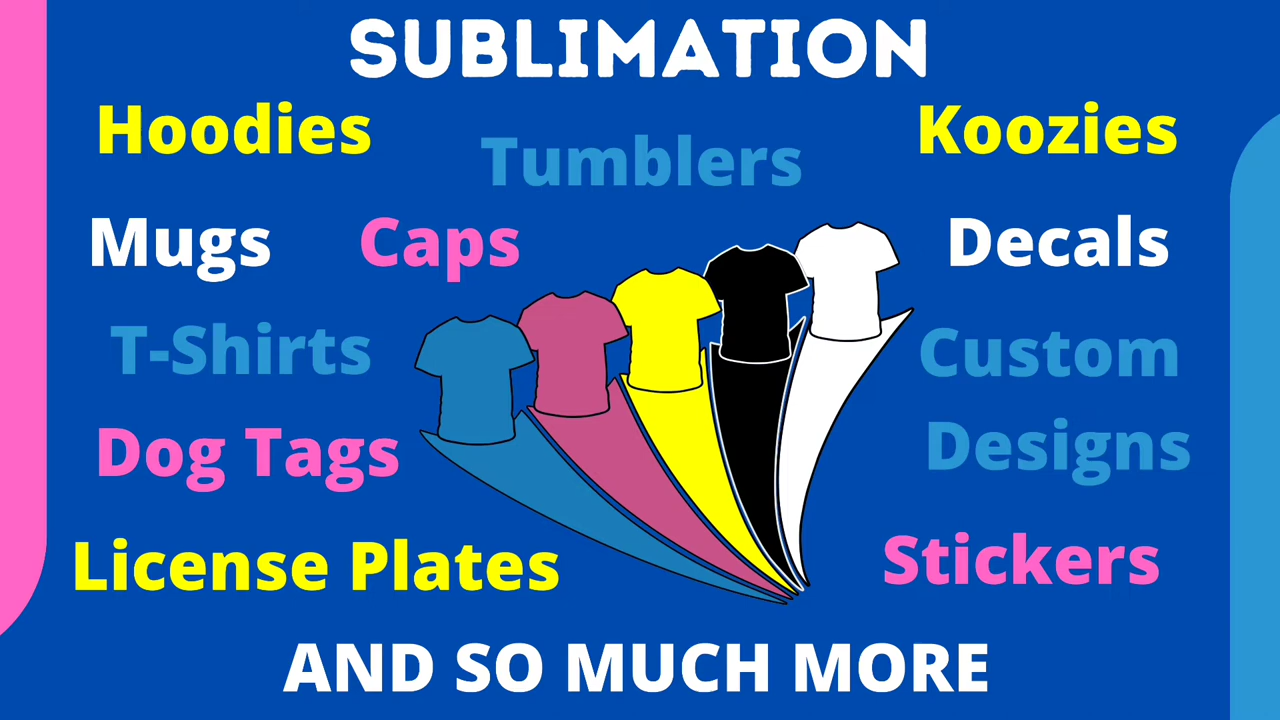 SUBLIMATION
Hoodies
Tumblers
Koozies
Mugs
Caps
Decals
T-Shirts
Custom
Designs
Dog Tags
License Plates
Stickers
AND SO MUCH MORE